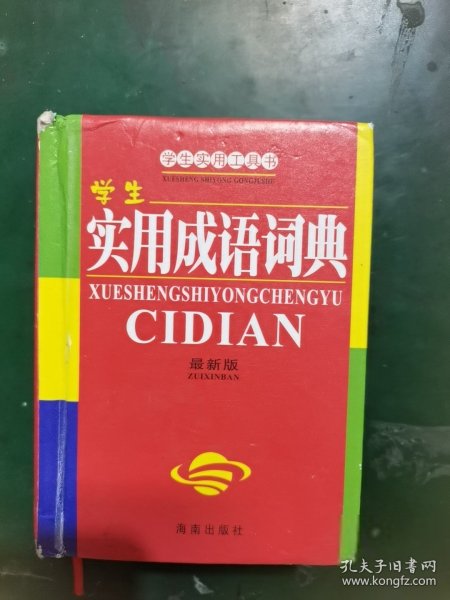 学生实用工具书
XUESHENG SHIYONG GONGJUSHU
学生
实用成语词典
XUESHENGSHIYONGCHENGYU
CIDIAN
最新版
ZUIXINBAN
海南出版社
孔夫子旧书网
www.kongfz.com